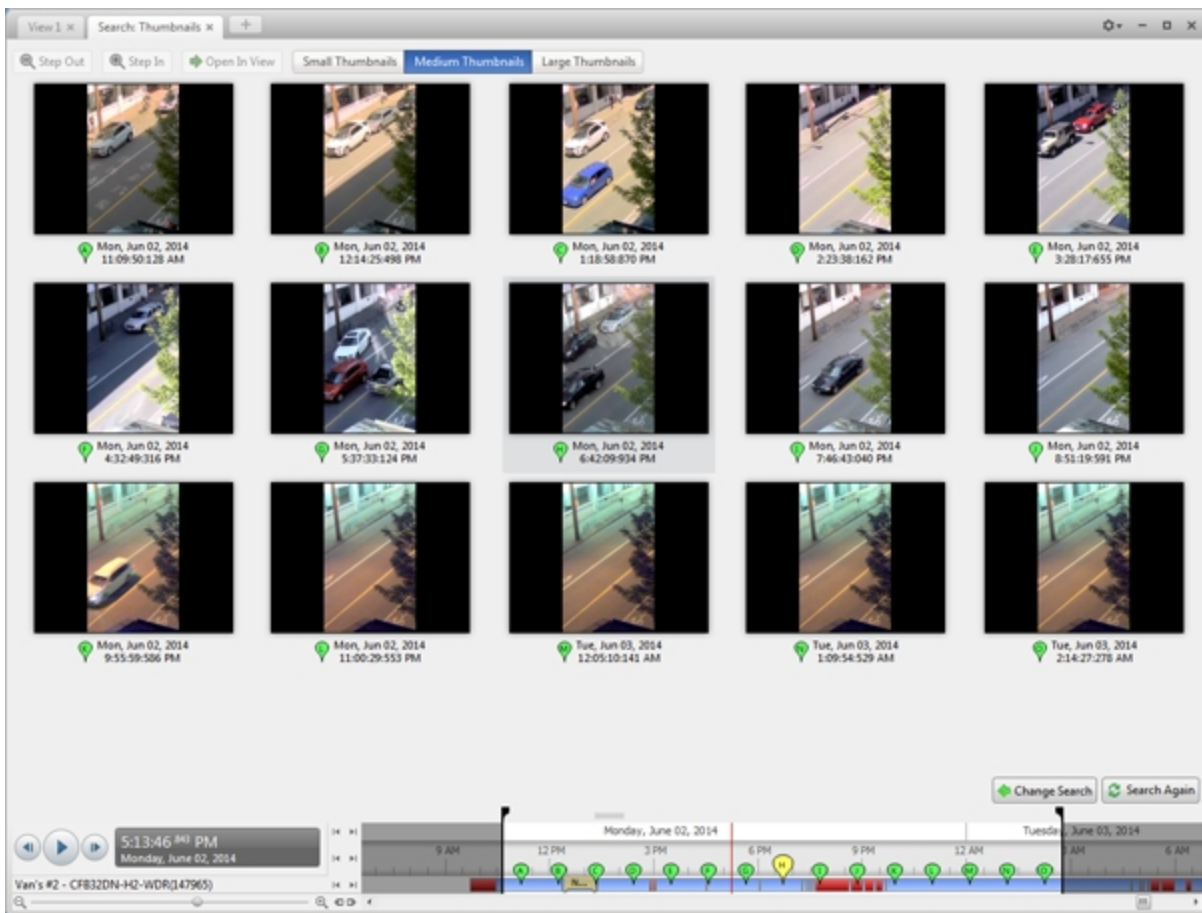 View 1 ×
Search: Thumbnails ×
Step Out
Step In
Open In View
Small Thumbnails
Medium Thumbnails
Large Thumbnails
A Mon, Jun 02, 2014
11:09:50:128 AM
B Mon, Jun 02, 2014
12:14:25:498 PM
C Mon, Jun 02, 2014
1:18:58:870 PM
D Mon, Jun 02, 2014
2:23:38:162 PM
E Mon, Jun 02, 2014
3:28:17:655 PM
F Mon, Jun 02, 2014
4:32:49:316 PM
G Mon, Jun 02, 2014
5:37:33:124 PM
H Mon, Jun 02, 2014
6:42:09:934 PM
I Mon, Jun 02, 2014
7:46:43:040 PM
J Mon, Jun 02, 2014
8:51:19:591 PM
K Mon, Jun 02, 2014
9:55:59:586 PM
L Mon, Jun 02, 2014
11:00:29:553 PM
M Tue, Jun 03, 2014
12:05:10:141 AM
N Tue, Jun 03, 2014
1:09:54:529 AM
O Tue, Jun 03, 2014
2:14:27:278 AM
Change Search
Search Again
5:13:46.843 PM
Monday, June 02, 2014
Monday, June 02, 2014
Tuesday, June 03, 2014
9 AM
12 PM
3 PM
6 PM
9 PM
12 AM
3 AM
6 AM
A B C D E F G H I J K L M N O
N...
Van's #2 - CFB32DN-H2-WDR(147965)